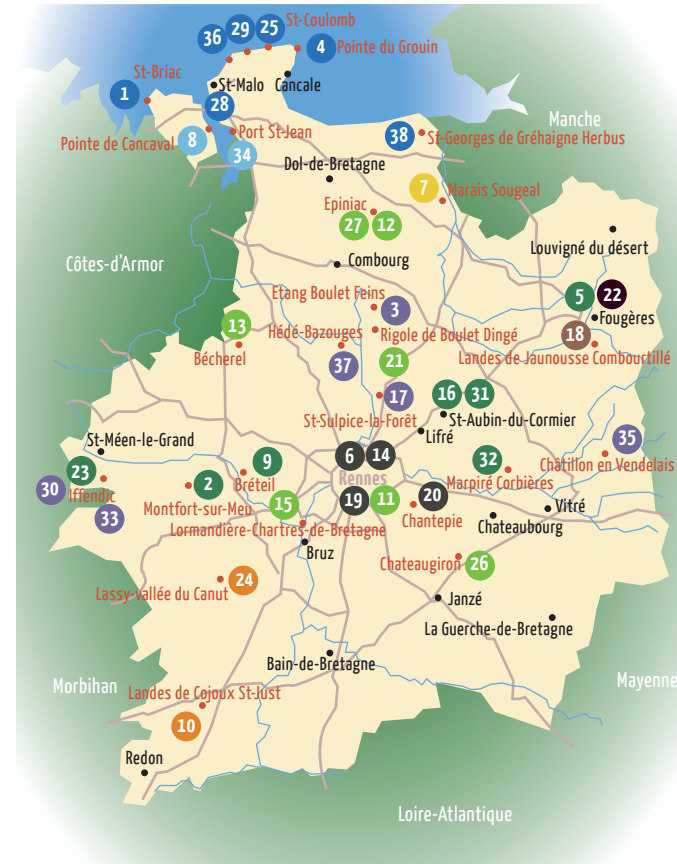 29
25
St-Coulomb
36
4
Pointe du Grouin
St-Briac
St-Malo
Cancale
1
28
Manche
Pointe de Cancaval
8
Port St-Jean
38
St-Georges de Gréhaigne Herbus
34
Dol-de-Bretagne
7
Marais Sougeal
Epiniac
27
12
Louvigné du désert
Côtes-d'Armor
Combourg
Etang Boulet Feins
5
22
3
Fougères
13
Hédé-Bazouges
Rigole de Boulet Dingé
18
Bécherel
Landes de Jaunousse Combourtillé
37
21
17
16
31
St-Sulpice-la-Forêt
St-Aubin-du-Cormier
Lifré
St-Méen-le-Grand
35
6
14
9
32
Châtillon en Vendelais
23
Rennes
Marpiré Corbières
Bréteil
30
Iffendic
2
15
19
11
20
Montfort-sur-Meu
Chantepie
Vitré
33
Lormandière-Chartres-de-Bretagne
Chateaubourg
Bruz
Chateaugiron
26
24
Lassy-vallée du Canut
Janzé
La Guerche-de-Bretagne
Bain-de-Bretagne
Morbihan
Mayenne
Landes de Cojoux St-Just
10
Redon
Loire-Atlantique